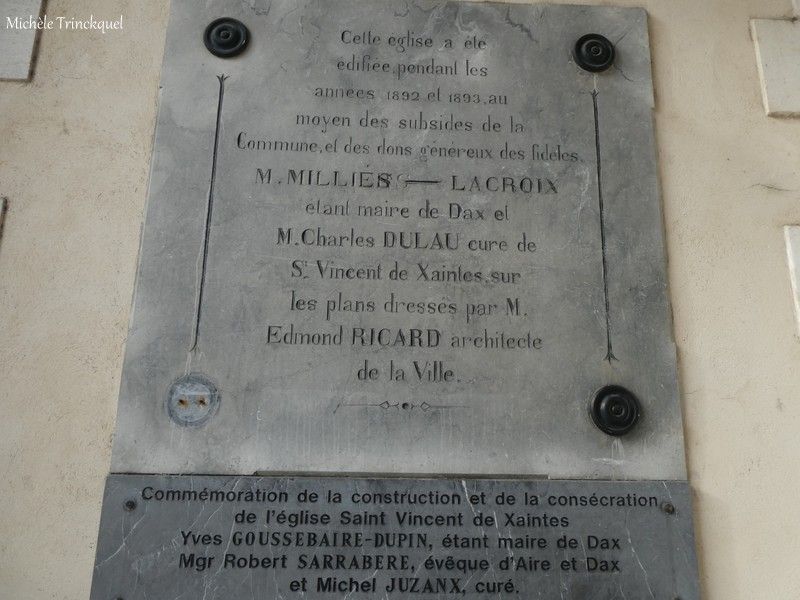 Michèle Trinckquel
Cette église a été
édifiée, pendant les
années 1892 et 1893, au
moyen des subsides de la
Commune, et des dons généreux des fidèles.
M. MILLIÉS — LACROIX
étant maire de Dax et
M. Charles DULAU curé de
St Vincent de Xaintes, sur
les plans dressés par M.
Edmond RICARD architecte
de la Ville.
Commémoration de la construction et de la consécration
de l'église Saint Vincent de Xaintes
Yves GOUSSEBAIRE-DUPIN, étant maire de Dax
Mgr Robert SARRABERE, évêque d'Aire et Dax
et Michel JUZANX, curé.